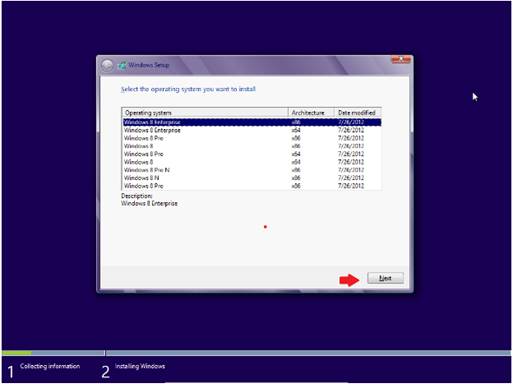 Windows Setup
Select the operating system you want to install
Operating system Architecture Date modified
Windows 8 Enterprise x86 7/26/2012
Windows 8 Enterprise x64 7/26/2012
Windows 8 Pro x86 7/26/2012
Windows 8 x86 7/26/2012
Windows 8 Pro x64 7/26/2012
Windows 8 x64 7/26/2012
Windows 8 Pro N x86 7/26/2012
Windows 8 N x86 7/26/2012
Windows 8 Pro x86 7/26/2012
Description:
Windows 8 Enterprise
Next
1 Collecting information 2 Installing Windows